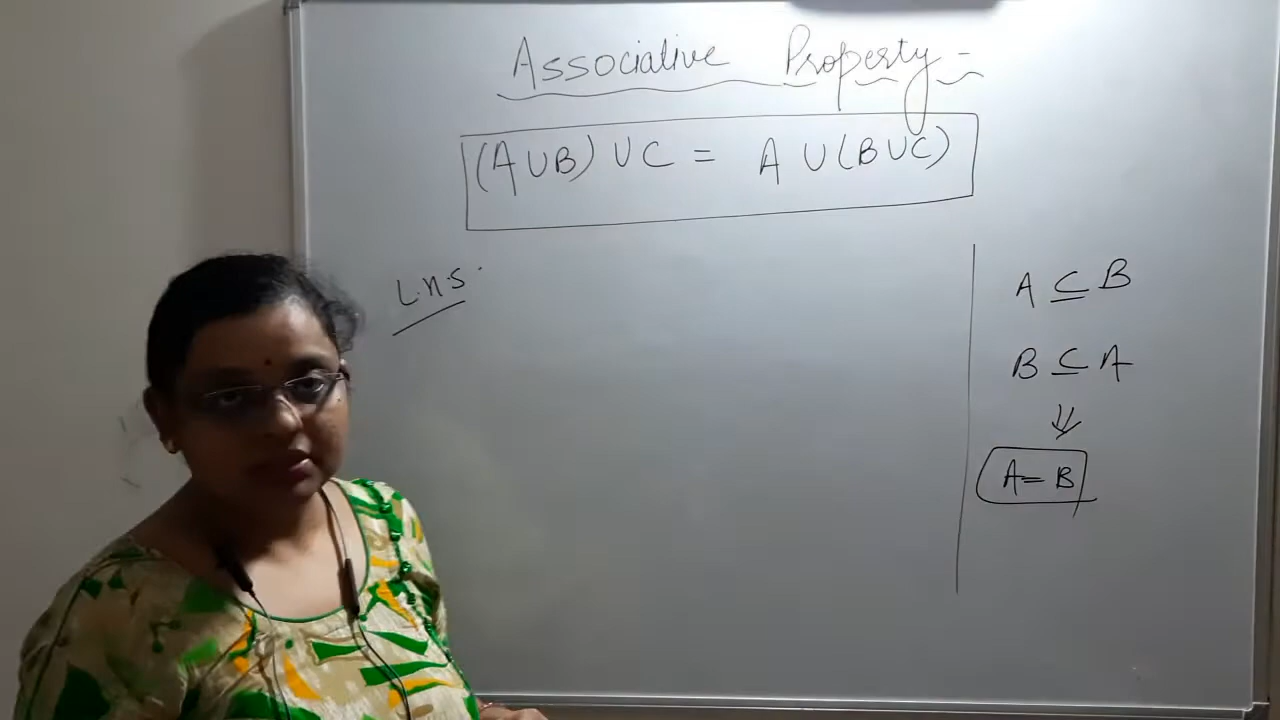 Associative Property -
(A∪B)∪C = A∪(B∪C)
L.H.S.
A ⊆ B
B ⊆ A
⇓
A = B